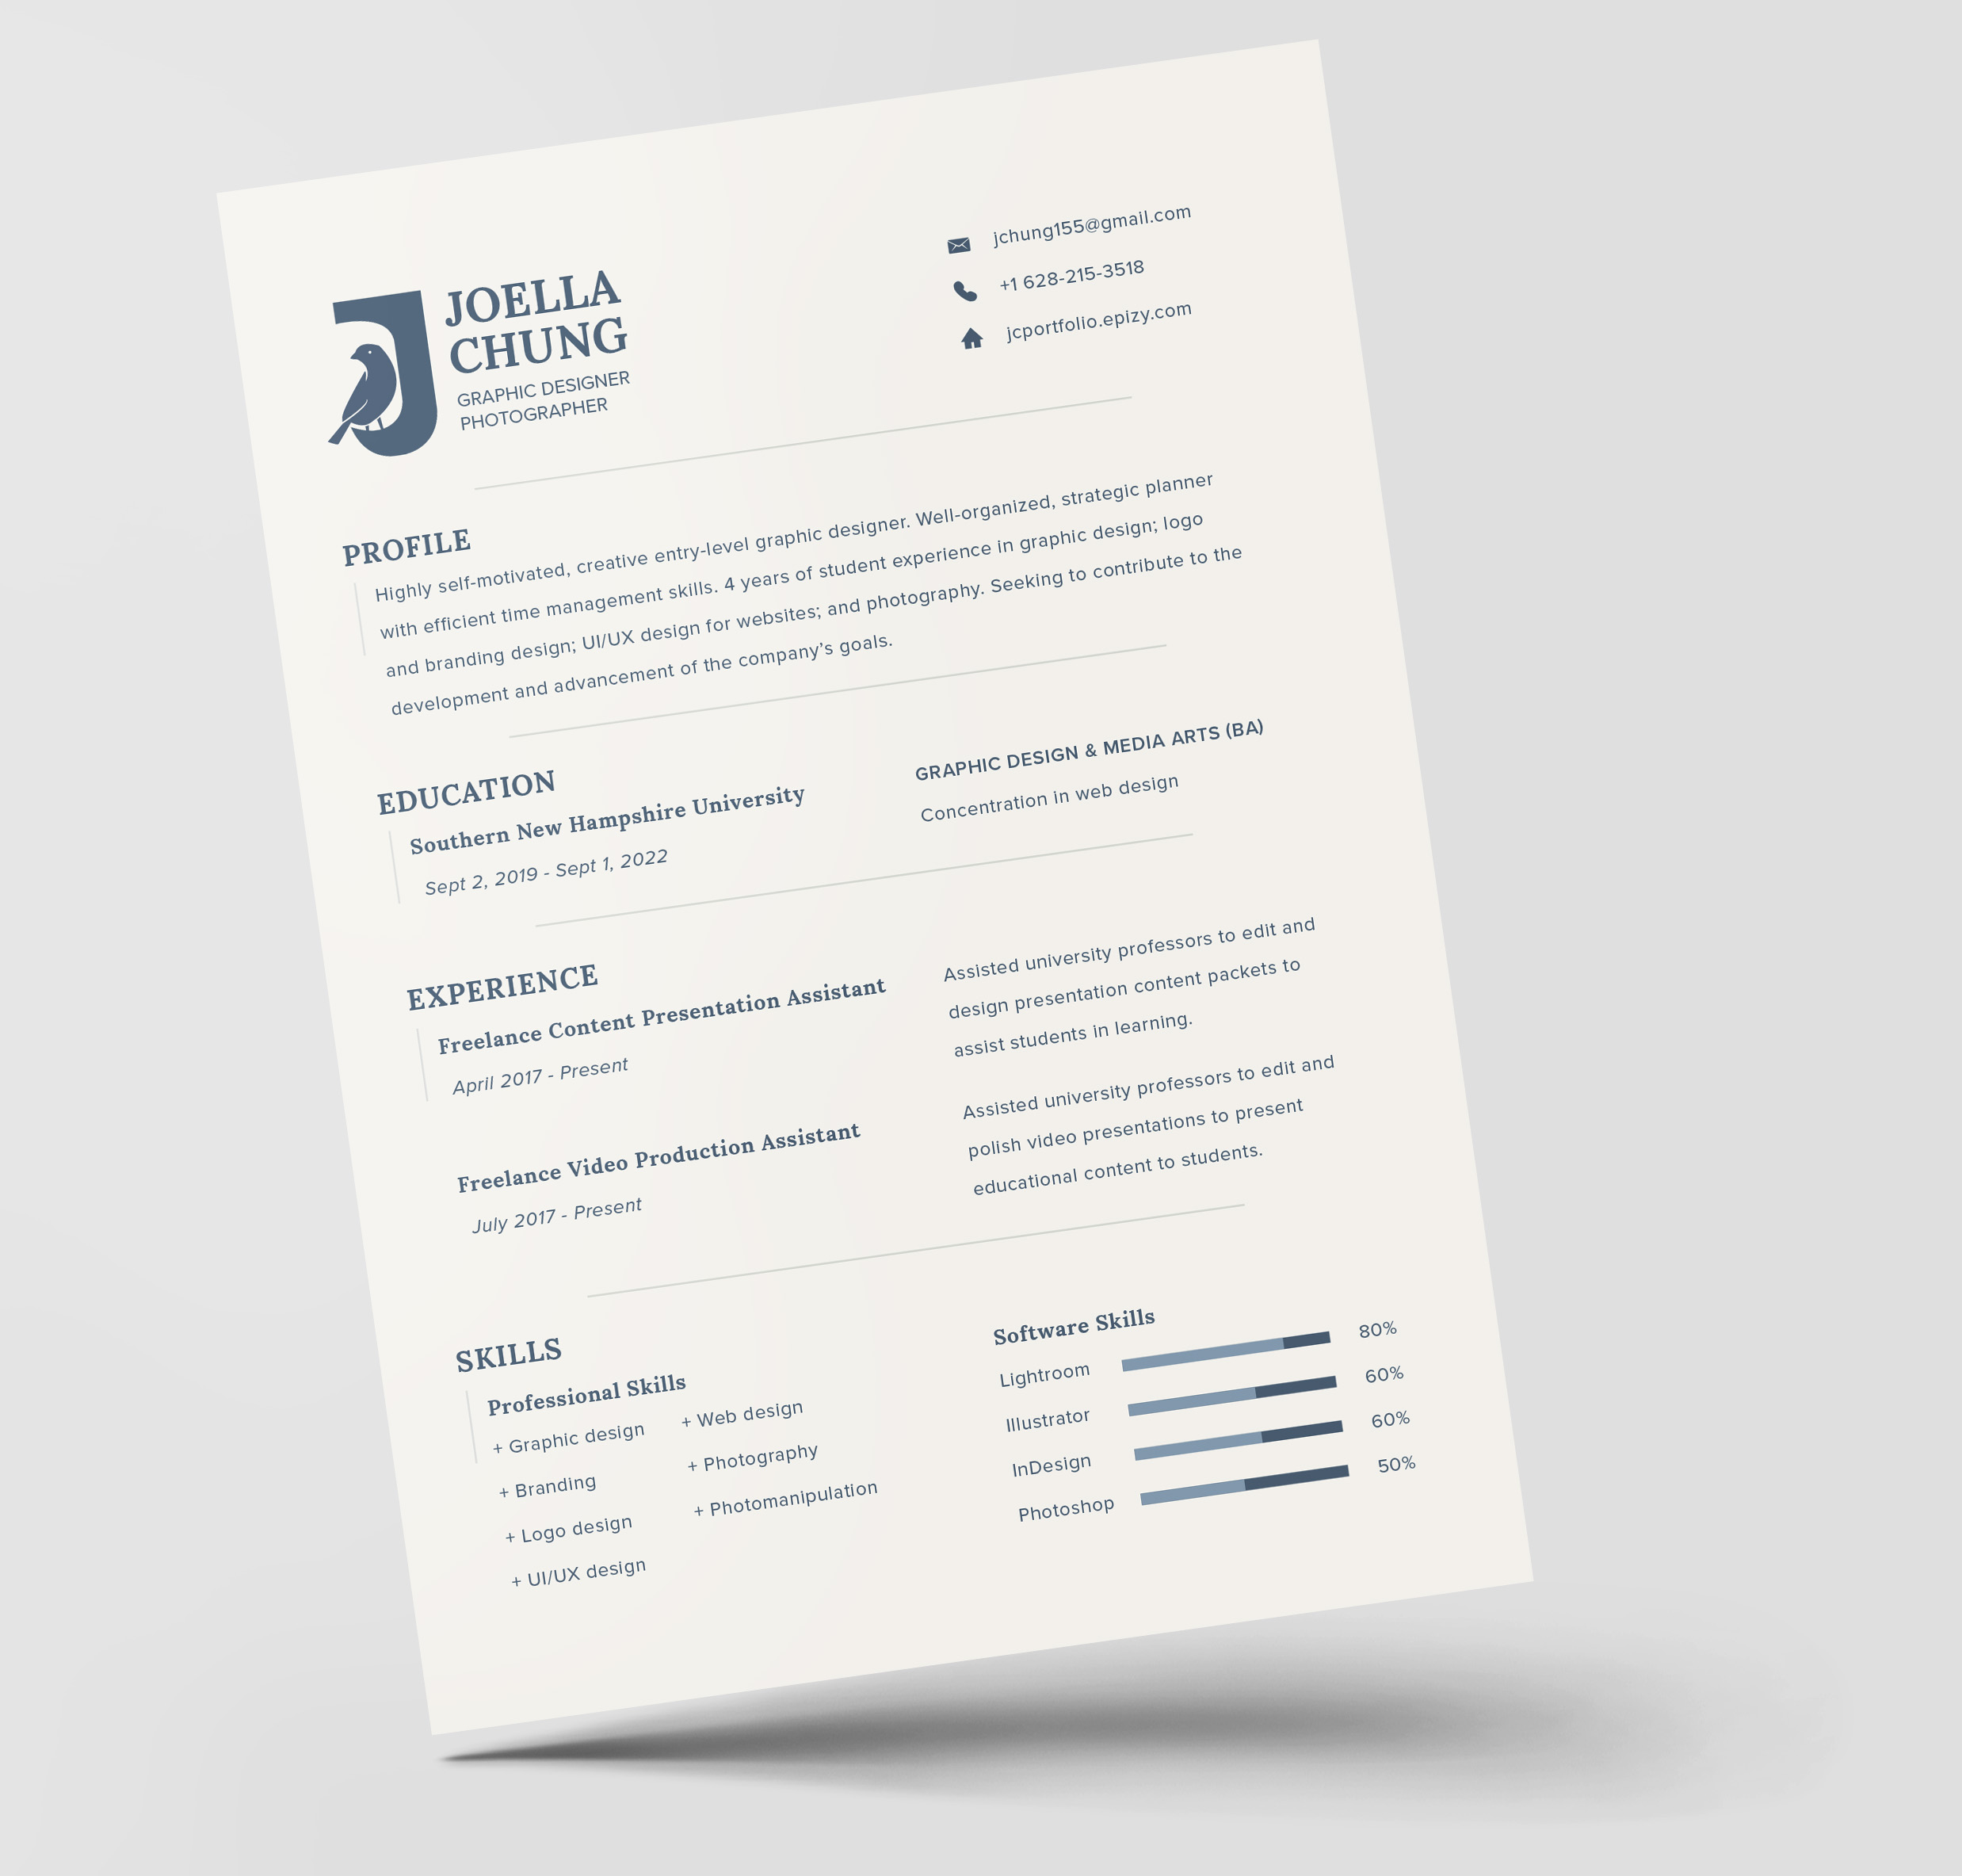 JOELLA
CHUNG
GRAPHIC DESIGNER
PHOTOGRAPHER
jchung155@gmail.com
+1 628-215-3518
jcportfolio.epizy.com
PROFILE
Highly self-motivated, creative entry-level graphic designer. Well-organized, strategic planner
with efficient time management skills. 4 years of student experience in graphic design; logo
and branding design; UI/UX design for websites; and photography. Seeking to contribute to the
development and advancement of the company's goals.
EDUCATION
Southern New Hampshire University
Sept 2, 2019 - Sept 1, 2022
GRAPHIC DESIGN & MEDIA ARTS (BA)
Concentration in web design
EXPERIENCE
Freelance Content Presentation Assistant
April 2017 - Present
Assisted university professors to edit and
design presentation content packets to
assist students in learning.
Freelance Video Production Assistant
July 2017 - Present
Assisted university professors to edit and
polish video presentations to present
educational content to students.
SKILLS
Professional Skills
+ Graphic design
+ Branding
+ Logo design
+ UI/UX design
+ Web design
+ Photography
+ Photomanipulation
Software Skills
Lightroom 80%
Illustrator 60%
InDesign 60%
Photoshop 50%